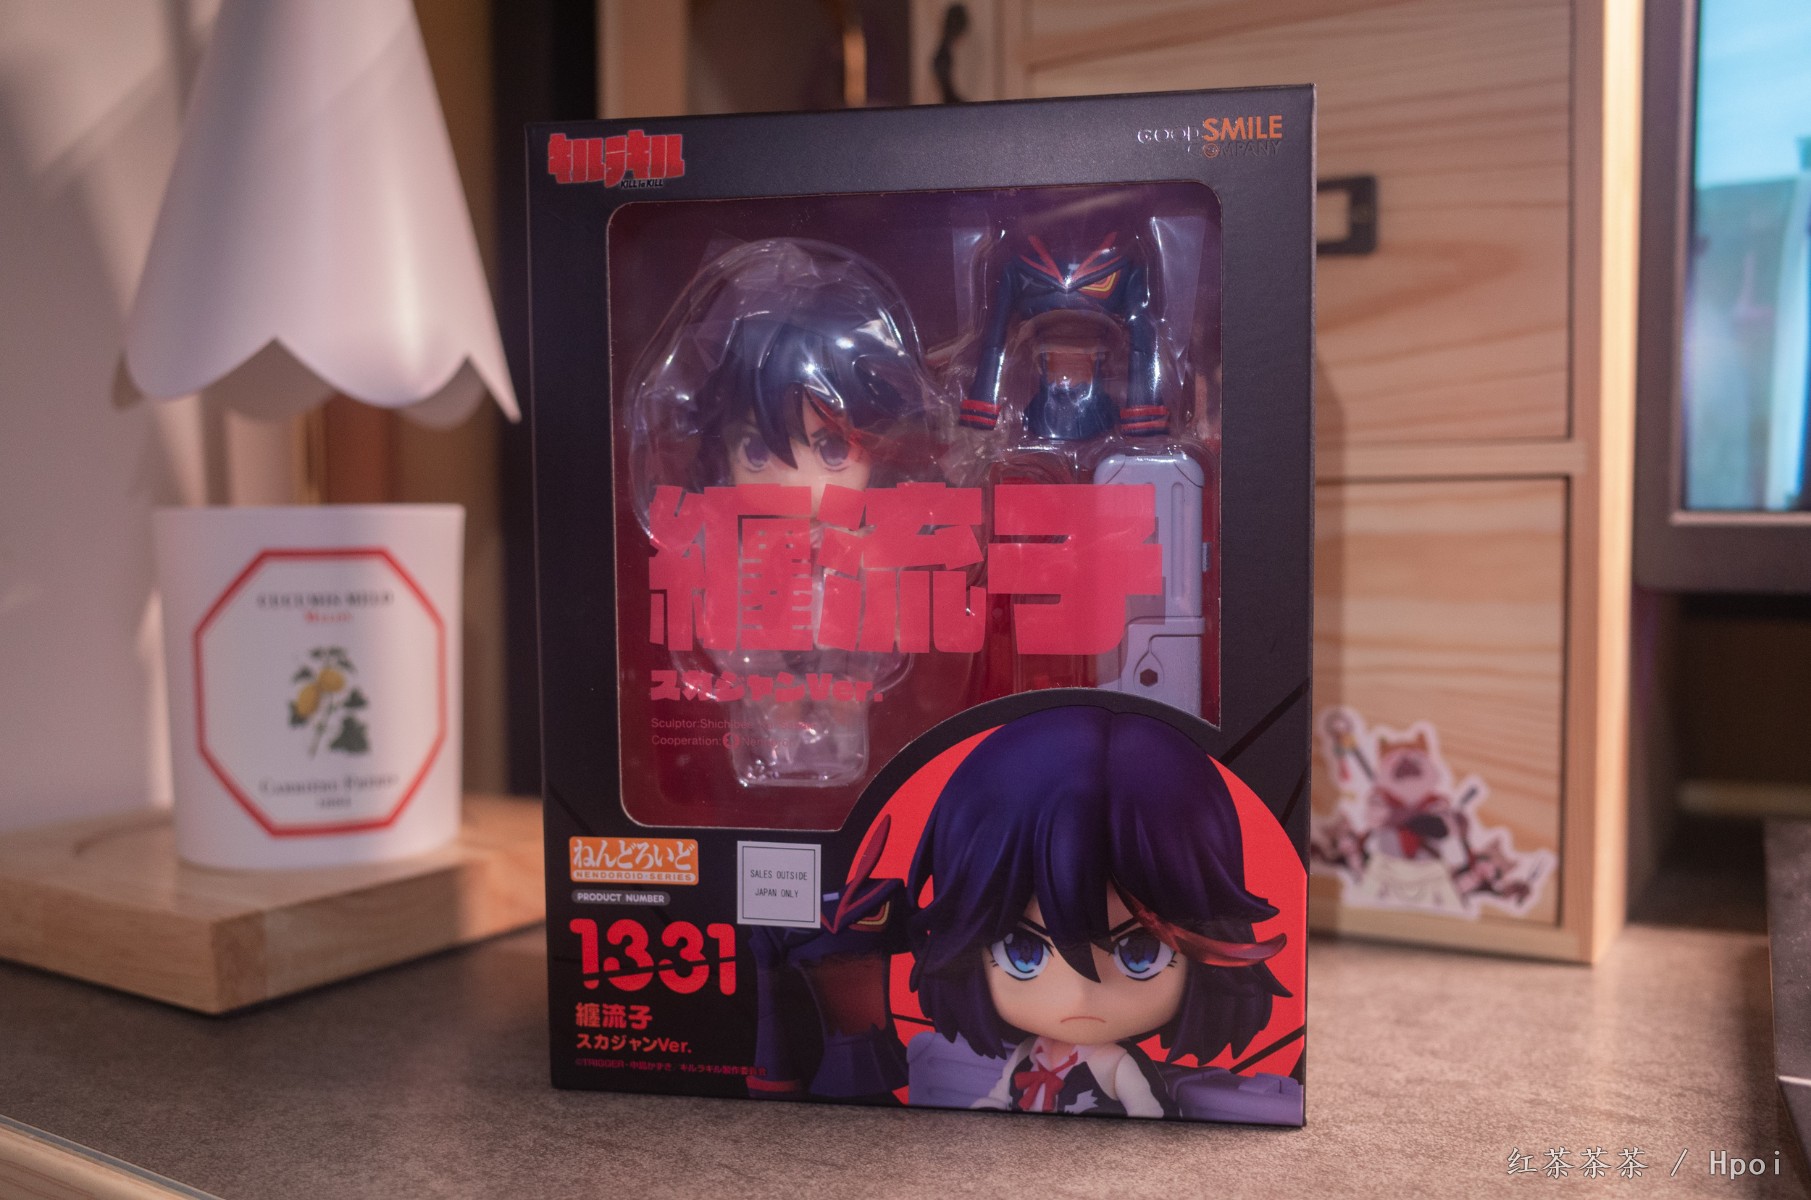 キルラキル
KILL la KILL
GOOD SMILE
COMPANY
纏流子
スカジャンVer.
Sculptor:Shichibe
Cooperation:
ねんどろいど
NENDOROID-SERIES
PRODUCT NUMBER
1331
SALES OUTSIDE
JAPAN ONLY
纏流子
スカジャンVer.
©TRIGGER・中島かずき/キルラキル製作委員会
CUCUMIS MELO
红茶茶茶 / Hpoi